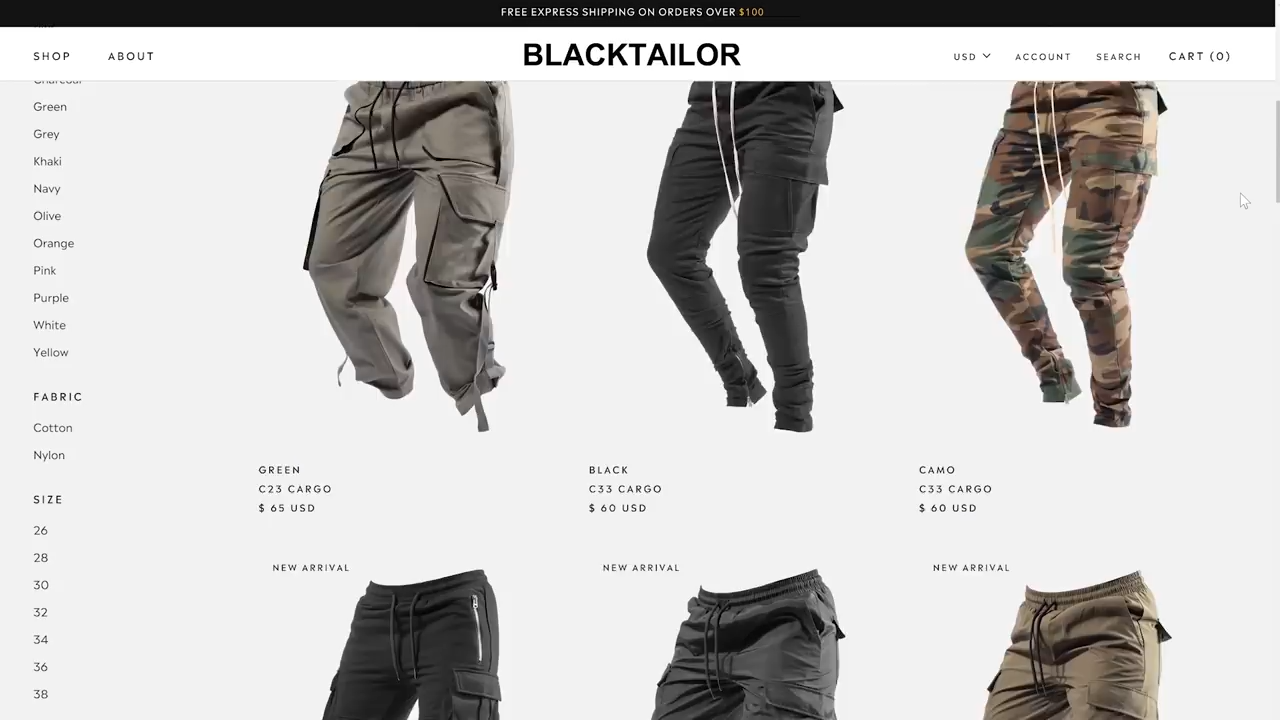 FREE EXPRESS SHIPPING ON ORDERS OVER $100
SHOP
ABOUT
BLACKTAILOR
USD
ACCOUNT
SEARCH
CART (0)
Charcoal
Green
Grey
Khaki
Navy
Olive
Orange
Pink
Purple
White
Yellow
FABRIC
Cotton
Nylon
SIZE
26
28
30
32
34
36
38
GREEN
C23 CARGO
$ 65 USD
BLACK
C33 CARGO
$ 60 USD
CAMO
C33 CARGO
$ 60 USD
NEW ARRIVAL
NEW ARRIVAL
NEW ARRIVAL